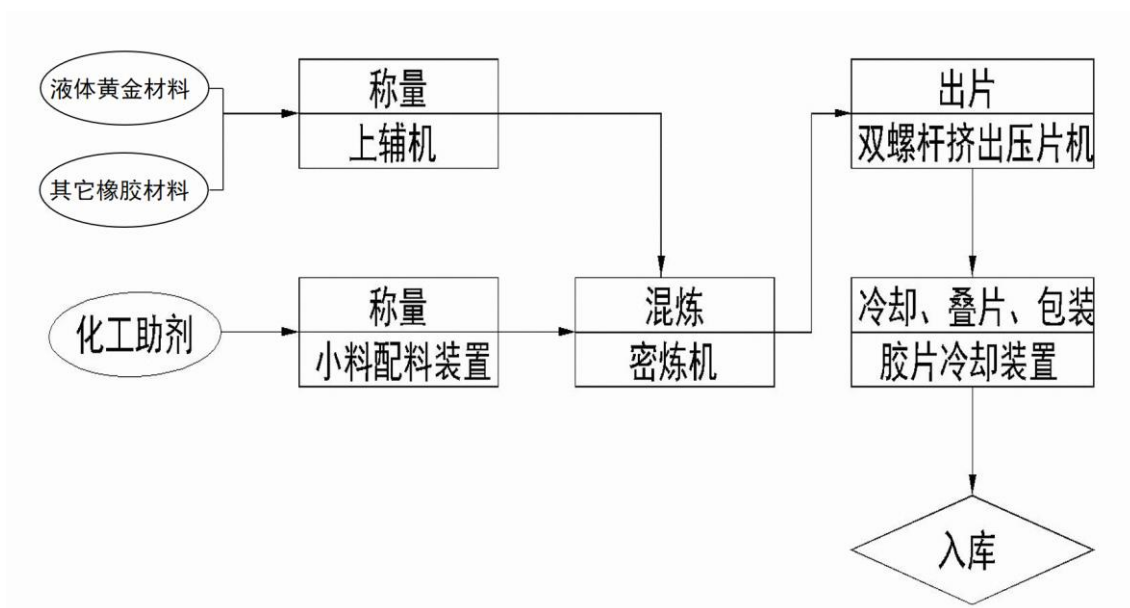 液体黄金材料
其它橡胶材料
称量
上辅机
化工助剂
称量
小料配料装置
混炼
密炼机
出片
双螺杆挤出压片机
冷却、叠片、包装
胶片冷却装置
入库